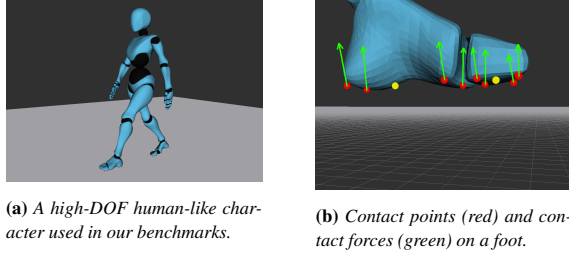 (a) A high-DOF human-like char-
acter used in our benchmarks.
(b) Contact points (red) and con-
tact forces (green) on a foot.